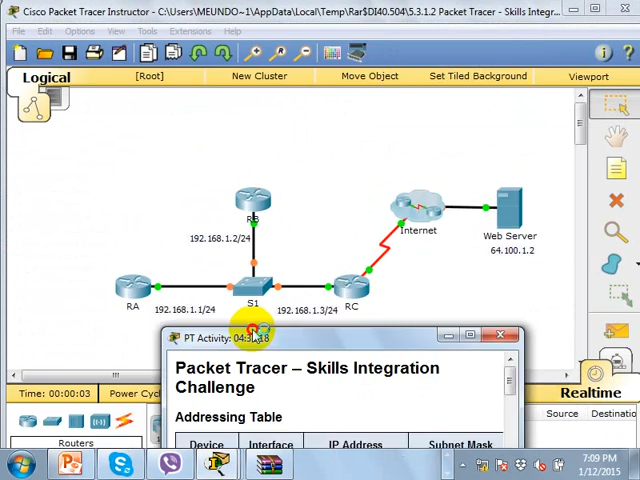 Cisco Packet Tracer Instructor - C:\Users\MEUNDO~1\AppData\Local\Temp\Rar$DI40.504\5.3.1.2 Packet Tracer - Skills Integr...
File Edit Options View Tools Extensions Help
Logical [Root] New Cluster Move Object Set Tiled Background Viewport
RB
Internet
192.168.1.2/24
Web Server
64.100.1.2
RA
S1
RC
192.168.1.1/24
192.168.1.3/24
PT Activity:
Packet Tracer – Skills Integration
Challenge
Addressing Table
Device Interface IP Address Subnet Mask
Time: 00:00:03 Power Cyc
Realtime
Source Destinatio
Routers
7:09 PM
1/12/2015